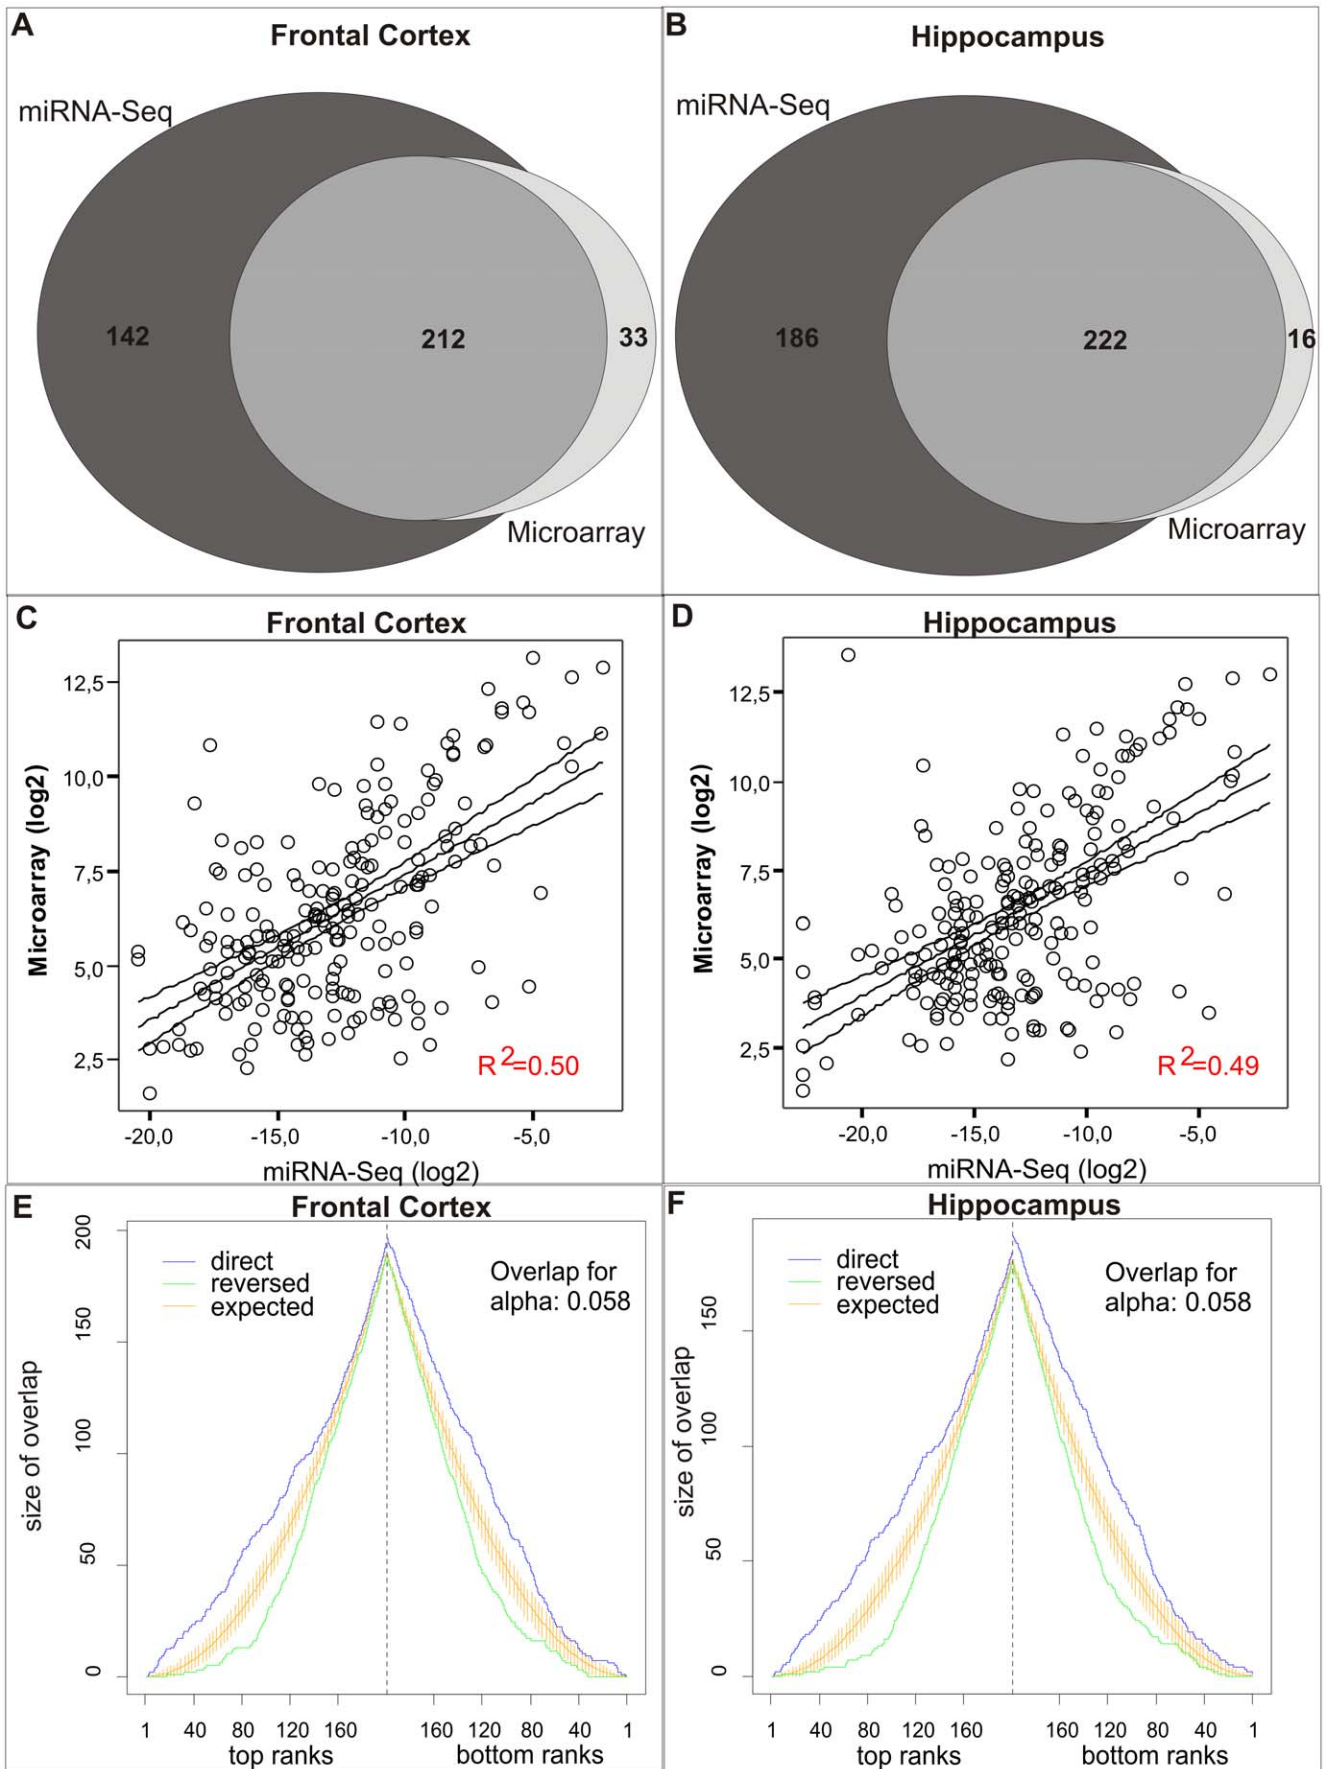 A
Frontal Cortex
miRNA-Seq
142
212
33
Microarray
B
Hippocampus
miRNA-Seq
186
222
16
Microarray
C
Frontal Cortex
Microarray (log2)
12,5
10,0
7,5
5,0
2,5
R2=0.50
-20,0 -15,0 -10,0 -5,0
miRNA-Seq (log2)
D
Hippocampus
Microarray (log2)
12,5
10,0
7,5
5,0
2,5
R2=0.49
-20,0 -15,0 -10,0 -5,0
miRNA-Seq (log2)
E
Frontal Cortex
size of overlap
200
150
100
50
0
direct
reversed
expected
Overlap for
alpha: 0.058
1 40 80 120 160 160 120 80 40 1
top ranks bottom ranks
F
Hippocampus
size of overlap
150
100
50
0
direct
reversed
expected
Overlap for
alpha: 0.058
1 40 80 120 160 160 120 80 40 1
top ranks bottom ranks